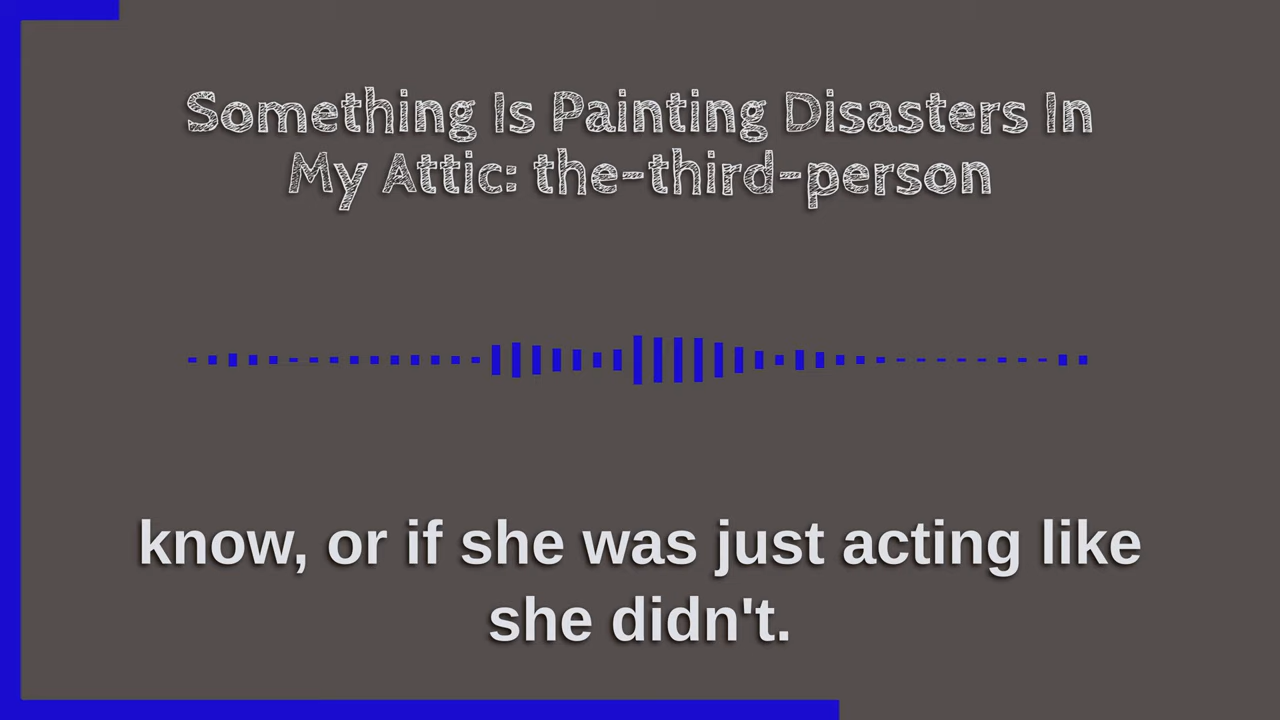 Something Is Painting Disasters In
My Attic: the-third-person
know, or if she was just acting like
she didn't.